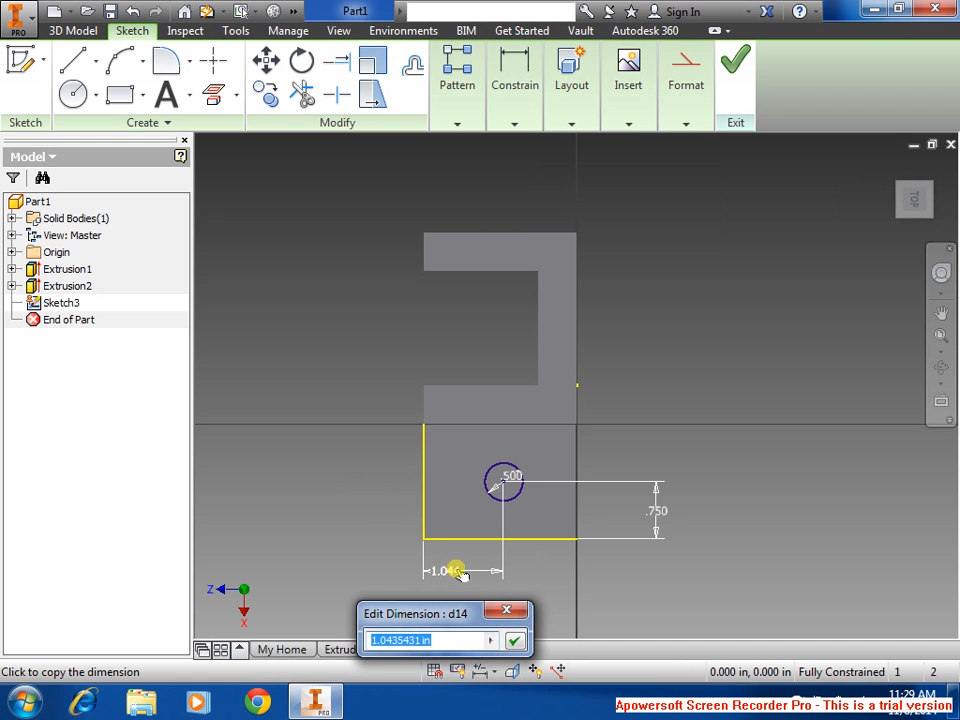 Part1
Sign In
PRO
3D Model
Sketch
Inspect
Tools
Manage
View
Environments
BIM
Get Started
Vault
Autodesk 360
Pattern
Constrain
Layout
Insert
Format
Sketch
Create
Modify
Exit
Model
Part1
Solid Bodies(1)
View: Master
Origin
Extrusion1
Extrusion2
Sketch3
End of Part
TOP
.500
.750
Z
X
Edit Dimension : d14
1.0435431 in
My Home
Click to copy the dimension
0.000 in, 0.000 in
Fully Constrained
1
2
PRO
11:29 AM
Apowersoft Screen Recorder Pro - This is a trial version